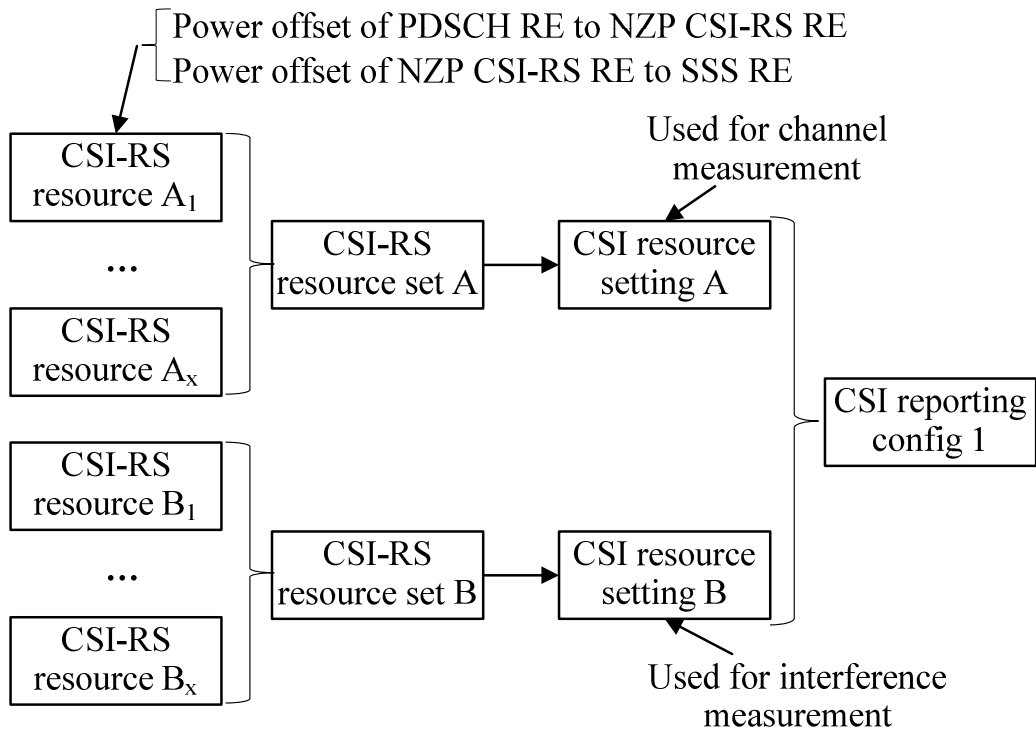 Power offset of PDSCH RE to NZP CSI-RS RE
Power offset of NZP CSI-RS RE to SSS RE
Used for channel
measurement
CSI-RS
resource A₁
...
CSI-RS
resource Aₓ
CSI-RS
resource set A
CSI resource
setting A
CSI reporting
config 1
CSI-RS
resource B₁
...
CSI-RS
resource Bₓ
CSI-RS
resource set B
CSI resource
setting B
Used for interference
measurement